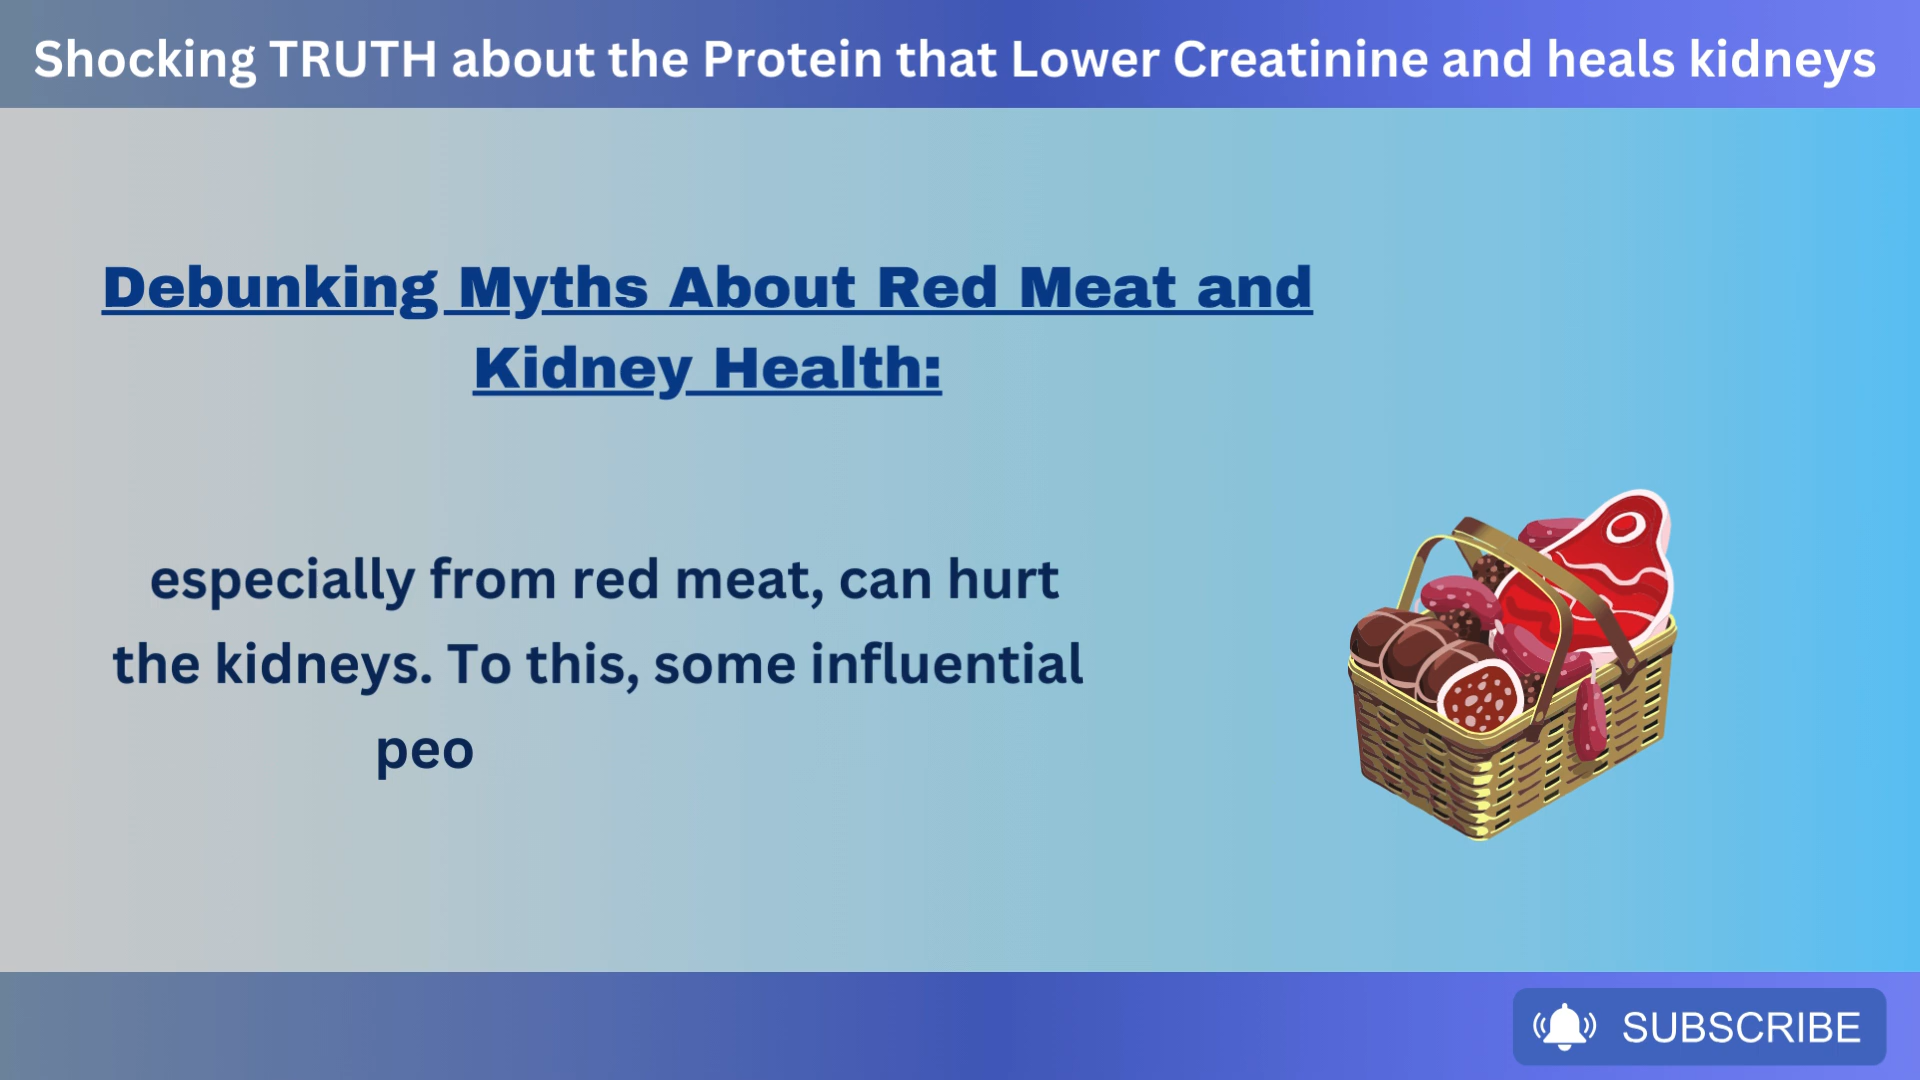 Shocking TRUTH about the Protein that Lower Creatinine and heals kidneys
Debunking Myths About Red Meat and
Kidney Health:
especially from red meat, can hurt
the kidneys. To this, some influential
peo
SUBSCRIBE